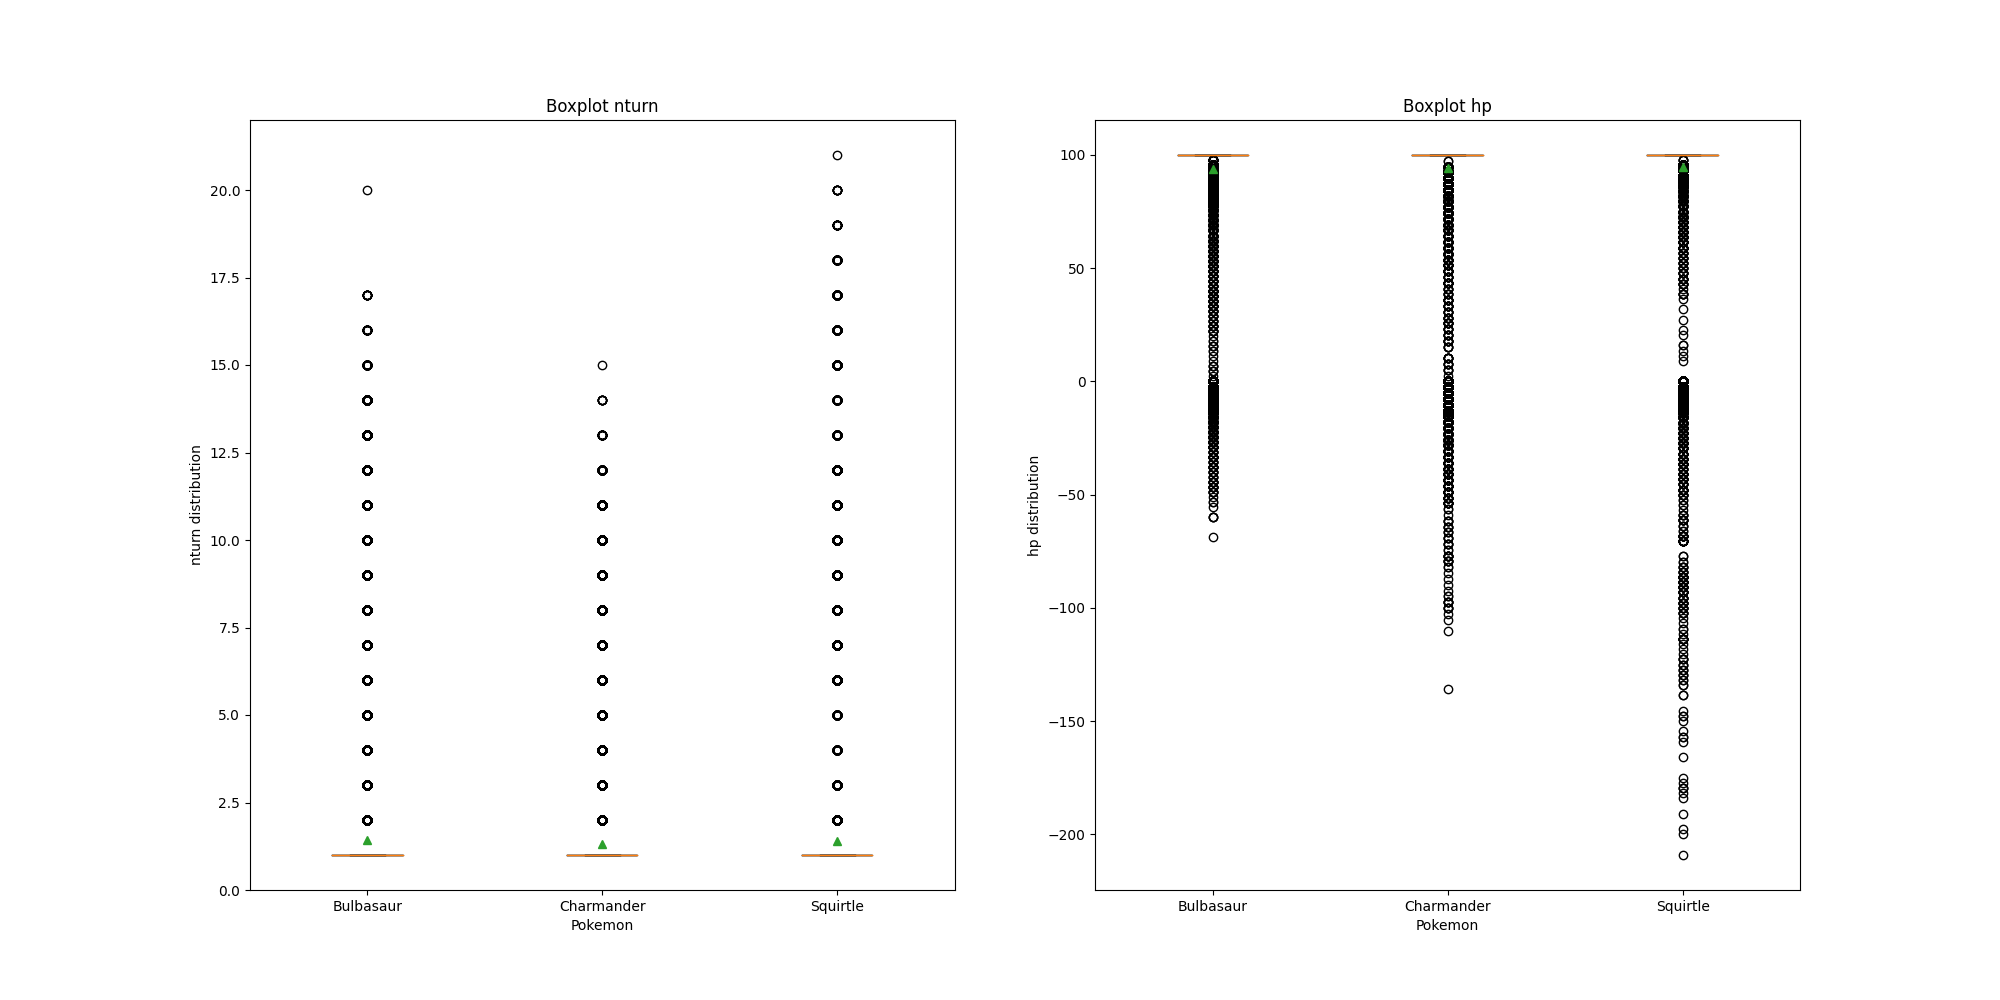 Boxplot nturn
nturn distribution
20.0
17.5
15.0
12.5
10.0
7.5
5.0
2.5
0.0
Bulbasaur Charmander Squirtle
Pokemon
Boxplot hp
hp distribution
100
50
0
−50
−100
−150
−200
Bulbasaur Charmander Squirtle
Pokemon